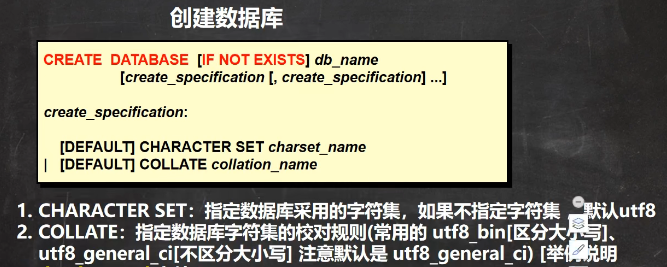 创建数据库
CREATE DATABASE [IF NOT EXISTS] db_name
[create_specification [, create_specification] ...]
create_specification:
[DEFAULT] CHARACTER SET charset_name
| [DEFAULT] COLLATE collation_name
1. CHARACTER SET：指定数据库采用的字符集，如果不指定字符集，默认utf8
2. COLLATE：指定数据库字符集的校对规则(常用的 utf8_bin[区分大小写]、
utf8_general_ci[不区分大小写] 注意默认是 utf8_general_ci) [举例说明